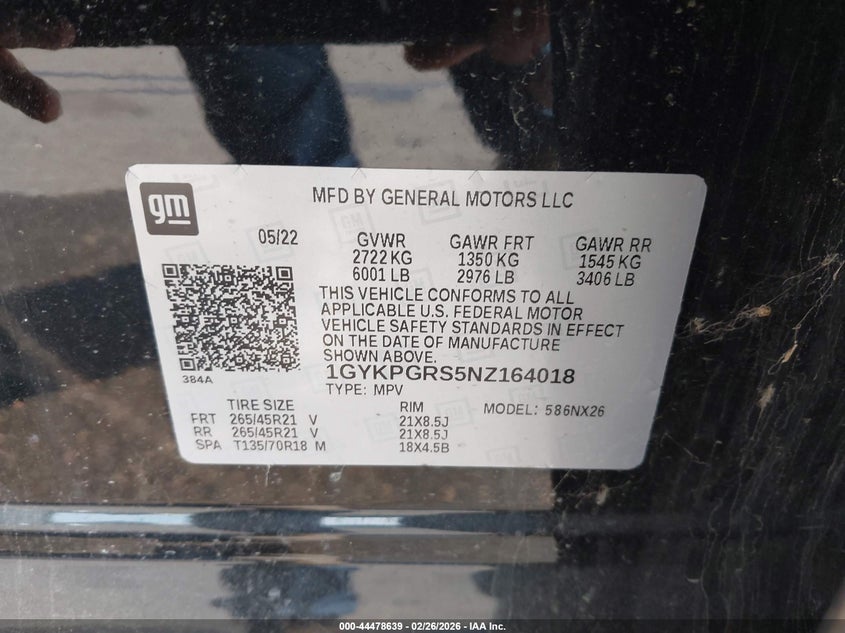 gm
MFD BY GENERAL MOTORS LLC
05/22
GVWR GAWR FRT GAWR RR
2722 KG 1350 KG 1545 KG
6001 LB 2976 LB 3406 LB
THIS VEHICLE CONFORMS TO ALL
APPLICABLE U.S. FEDERAL MOTOR
VEHICLE SAFETY STANDARDS IN EFFECT
ON THE DATE OF MANUFACTURE
SHOWN ABOVE.
384A
1GYKPGRS5NZ164018
TYPE: MPV
TIRE SIZE RIM MODEL: 586NX26
FRT 265/45R21 V 21X8.5J
RR 265/45R21 V 21X8.5J
SPA T135/70R18 M 18X4.5B
000-44478639 - 02/26/2026 - IAA Inc.